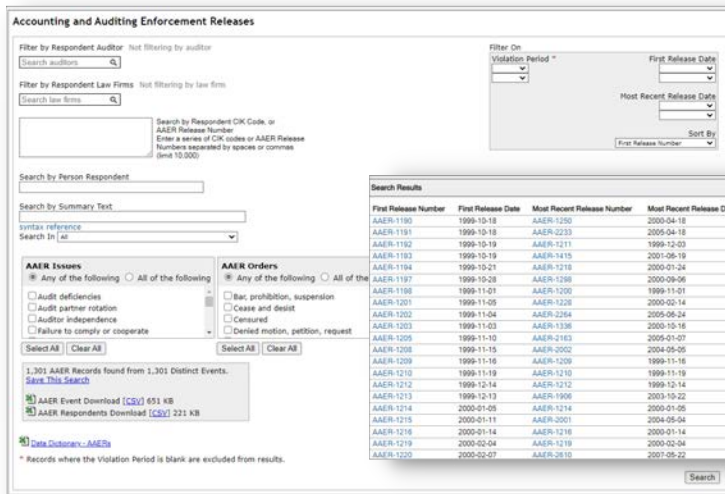 Accounting and Auditing Enforcement Releases
Filter by Respondent Auditor Not filtering by auditor
Search auditors
Filter by Respondent Law Firms Not filtering by law firm
Search law firms
Search by Respondent CIK Code, or
AAER Release Number
Enter a series of CIK codes or AAER Release
Numbers separated by spaces or commas
(limit 10,000)
Search by Person Respondent
Search by Summary Text
syntax reference
Search In All
Filter On
Violation Period *
First Release Date
Most Recent Release Date
Sort By
First Release Number
AAER Issues
Any of the following All of the following
Audit deficiencies
Audit partner rotation
Auditor independence
Failure to comply or cooperate
Select All Clear All
AAER Orders
Any of the following All of the
Bar, prohibition, suspension
Cease and desist
Censured
Denied motion, petition, request
Select All Clear All
1,301 AAER Records found from 1,301 Distinct Events.
Save This Search
AAER Event Download [CSV] 651 KB
AAER Respondents Download [CSV] 221 KB
Data Dictionary - AAERs
* Records where the Violation Period is blank are excluded from results.
Search Results
First Release Number First Release Date Most Recent Release Number Most Recent Release D
AAER-1190 1999-10-18 AAER-1250 2000-04-18
AAER-1191 1999-10-18 AAER-2233 2005-04-18
AAER-1192 1999-10-19 AAER-1211 1999-12-03
AAER-1193 1999-10-19 AAER-1415 2001-06-19
AAER-1194 1999-10-21 AAER-1218 2000-01-24
AAER-1197 1999-10-28 AAER-1298 2000-09-06
AAER-1198 1999-11-01 AAER-1200 1999-11-01
AAER-1201 1999-11-05 AAER-1228 2000-02-14
AAER-1202 1999-11-04 AAER-2264 2005-06-24
AAER-1203 1999-11-03 AAER-1336 2000-10-16
AAER-1205 1999-11-10 AAER-2163 2005-01-07
AAER-1208 1999-11-15 AAER-2002 2004-05-05
AAER-1209 1999-11-16 AAER-1209 1999-11-16
AAER-1210 1999-11-19 AAER-1210 1999-11-19
AAER-1212 1999-12-14 AAER-1212 1999-12-14
AAER-1213 1999-12-13 AAER-1906 2003-10-22
AAER-1214 2000-01-05 AAER-1214 2000-01-05
AAER-1215 2000-01-11 AAER-2001 2004-05-04
AAER-1216 2000-01-14 AAER-1216 2000-01-14
AAER-1219 2000-02-04 AAER-1219 2000-02-04
AAER-1220 2000-02-07 AAER-2610 2007-05-22
Search